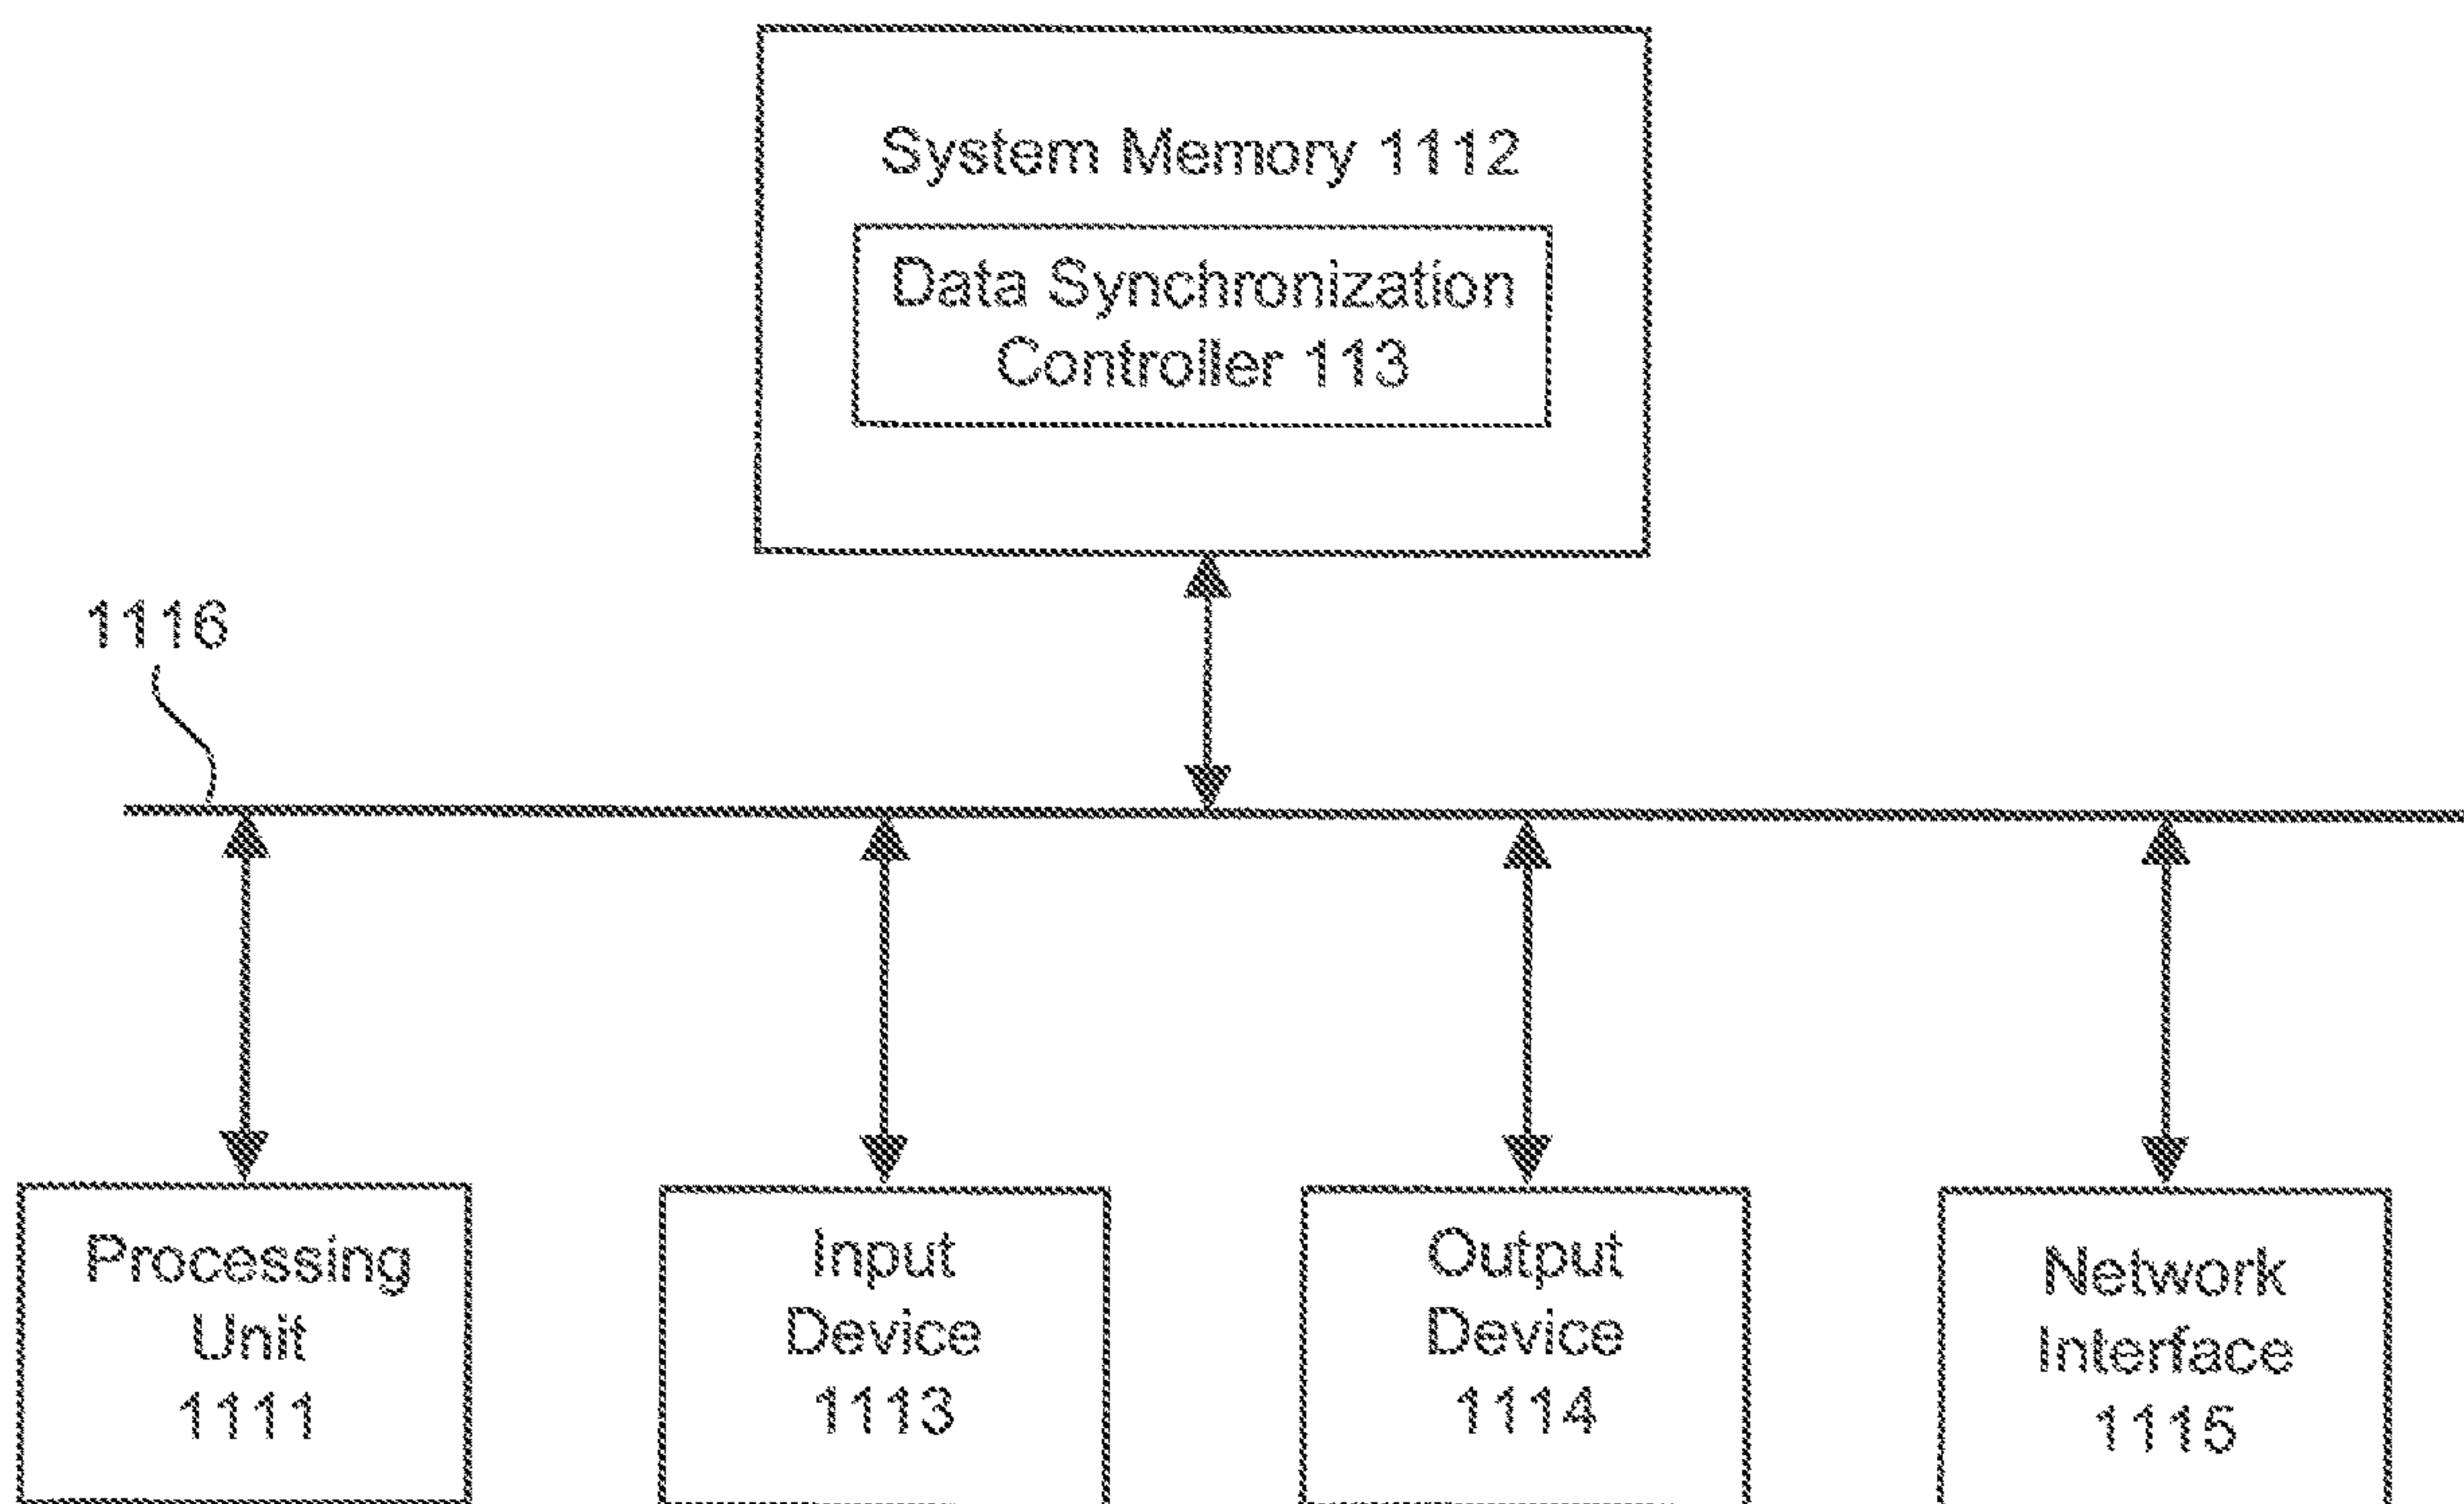 System Memory 1112
Data Synchronization
Controller 113
1116
Processing
Unit
1111
Input
Device
1113
Output
Device
1114
Network
Interface
1115